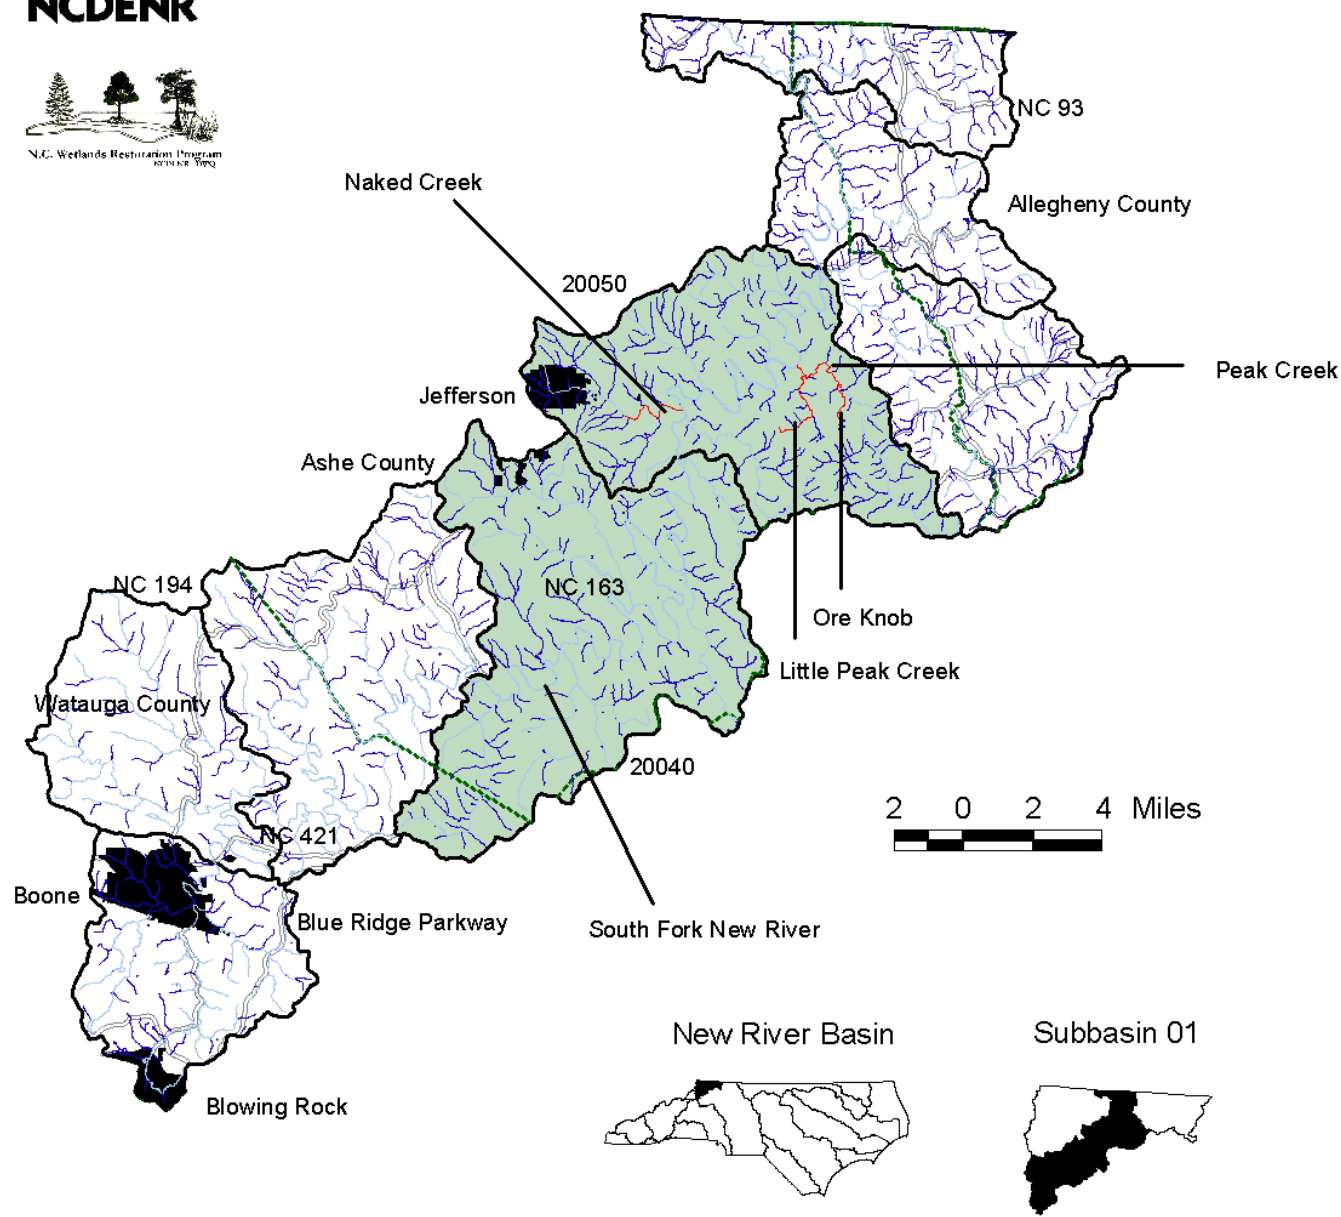 NCDENR
N.C. Wetlands Restoration Program
NCDENR DWQ
NC 93
Naked Creek
Allegheny County
20050
Peak Creek
Jefferson
Ashe County
NC 194
NC 163
Ore Knob
Little Peak Creek
Watauga County
20040
2 0 2 4 Miles
NC 421
Boone
Blue Ridge Parkway
South Fork New River
New River Basin
Subbasin 01
Blowing Rock